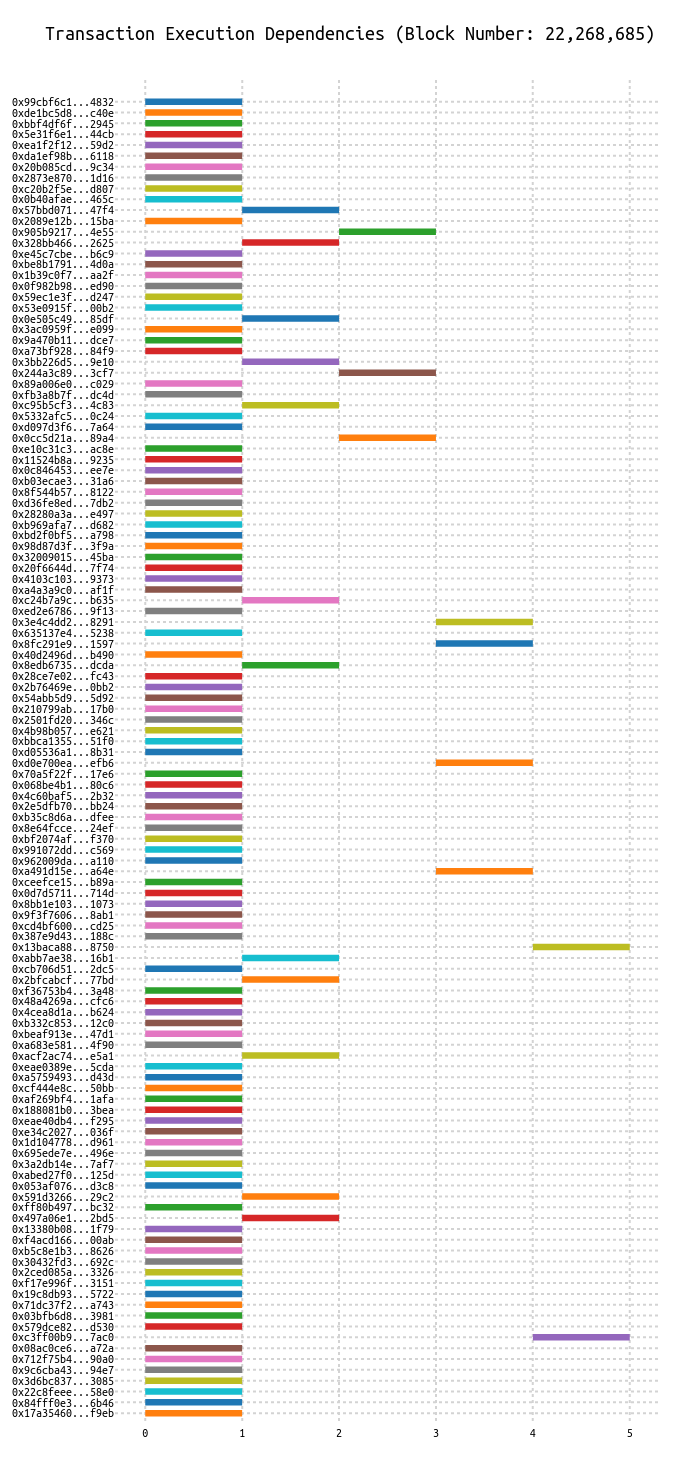 Transaction Execution Dependencies (Block Number: 22,268,685)
0x99cbf6c1...4832
0xde1bc5d8...c40e
0xbbf4df6f...2945
0x5e31f6e1...44cb
0xea1f2f12...59d2
0xda1ef98b...6118
0x20b085cd...9c34
0x2873e870...1d16
0xc20b2f5e...d807
0x0b40afae...465c
0x57bbd071...47f4
0x2089e12b...15ba
0x905b9217...4e55
0x328bb466...2625
0xe45c7cbe...b6c9
0xbe8b1791...4d0a
0x1b39c0f7...aa2f
0x0f982b98...ed90
0x59ec1e3f...d247
0x53e0915f...00b2
0x0e505c49...85df
0x3ac0959f...e099
0x9a470b11...dce7
0xa73bf928...84f9
0x3bb226d5...9e10
0x244a3c89...3cf7
0x89a006e0...c029
0xfb3a8b7f...dc4d
0xc95b5cf3...4c83
0x5332afc5...0c24
0xd097d3f6...7a64
0x0cc5d21a...89a4
0xe10c31c3...ac8e
0x11524b8a...9235
0x0c846453...ee7e
0xb03ecae3...31a6
0x8f544b57...8122
0xd36fe8ed...7db2
0x28280a3a...e497
0xb969afa7...d682
0xbd2f0bf5...a798
0x98d87d3f...3f9a
0x32009015...45ba
0x20f6644d...7f74
0x4103c103...9373
0xa4a3a9c0...af1f
0xc24b7a9c...b635
0xed2e6786...9f13
0x3e4c4dd2...8291
0x635137e4...5238
0x8fc291e9...1597
0x40d2496d...b490
0x8edb6735...dcda
0x28ce7e02...fc43
0x2b76469e...0bb2
0x54abb5d9...5d92
0x210799ab...17b0
0x2501fd20...346c
0x4b98b057...e621
0xbbca1355...51f0
0xd05536a1...8b31
0xd0e700ea...efb6
0x70a5f22f...17e6
0x068be4b1...80c6
0x4c60baf5...2b32
0x2e5dfb70...bb24
0xb35c8d6a...dfee
0x8e64fcce...24ef
0xbf2074af...f370
0x991072dd...c569
0x962009da...a110
0xa491d15e...a64e
0xceefce15...b89a
0x0d7d5711...714d
0x8bb1e103...1073
0x9f3f7606...8ab1
0xcd4bf600...cd25
0x387e9d43...188c
0x13baca88...8750
0xabb7ae38...16b1
0xcb706d51...2dc5
0x2bfcabcf...77bd
0xf36753b4...3a48
0x48a4269a...cfc6
0x4cea8d1a...b624
0xb332c853...12c0
0xbeaf913e...47d1
0xa683e581...4f90
0xacf2ac74...e5a1
0xeae0389e...5cda
0xa5759493...d43d
0xcf444e8c...50bb
0xaf269bf4...1afa
0x188081b0...3bea
0xeae40db4...f295
0xe34c2027...036f
0x1d104778...d961
0x695ede7e...496e
0x3a2db14e...7af7
0xabed27f0...125d
0x053af076...d3c8
0x591d3266...29c2
0xff80b497...bc32
0x497a06e1...2bd5
0x13380b08...1f79
0xf4acd166...00ab
0xb5c8e1b3...8626
0x30432fd3...692c
0x2ced085a...3326
0xf17e996f...3151
0x19c8db93...5722
0x71dc37f2...a743
0x03bfb6d8...3981
0x579dce82...d530
0xc3ff00b9...7ac0
0x08ac0ce6...a72a
0x712f75b4...90a0
0x9c6cba43...94e7
0x3d6bc837...3085
0x22c8feee...58e0
0x84fff0e3...6b46
0x17a35460...f9eb
0 1 2 3 4 5